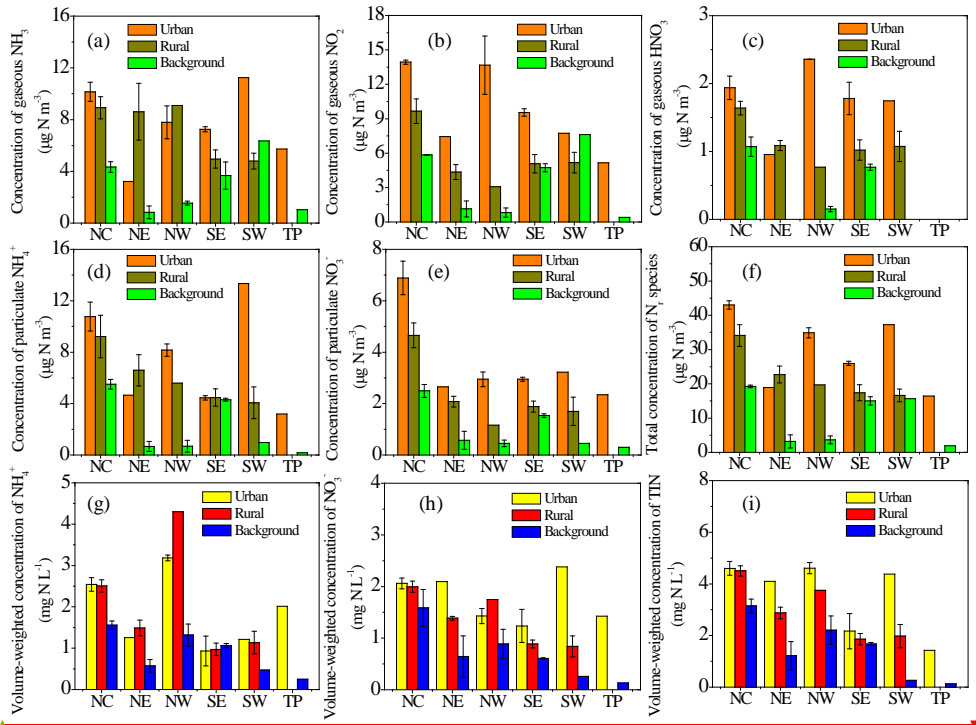 Concentration of gaseous NH3
(μg N m-3)
16
12
8
4
0
(a)
Urban
Rural
Background
NC NE NW SE SW TP
Concentration of gaseous NO2
(μg N m-3)
18
15
12
9
6
3
0
(b)
Urban
Rural
Background
NC NE NW SE SW TP
Concentration of gaseous HNO3
(μg N m-3)
3
2
1
0
(c)
Urban
Rural
Background
NC NE NW SE SW TP
Concentration of particulate NH4+
(μg N m-3)
16
12
8
4
0
(d)
Urban
Rural
Background
NC NE NW SE SW TP
Concentration of particulate NO3-
(μg N m-3)
8
6
4
2
0
(e)
Urban
Rural
Background
NC NE NW SE SW TP
Total concentration of Nr species
(μg N m-3)
60
50
40
30
20
10
0
(f)
Urban
Rural
Background
NC NE NW SE SW TP
Volume-weighted concentration of NH4+
(mg N L-1)
5
4
3
2
1
0
(g)
Urban
Rural
Background
NC NE NW SE SW TP
Volume-weighted concentration of NO3-
(mg N L-1)
4
3
2
1
0
(h)
Urban
Rural
Background
NC NE NW SE SW TP
Volume-weighted concentration of TIN
(mg N L-1)
10
8
6
4
2
0
(i)
Urban
Rural
Background
NC NE NW SE SW TP